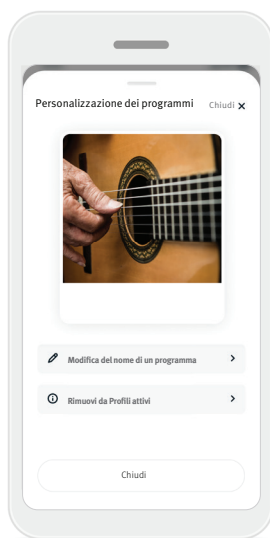 Personalizzazione dei programmi
Chiudi ×
Modifica del nome di un programma
Rimuovi da Profili attivi
Chiudi